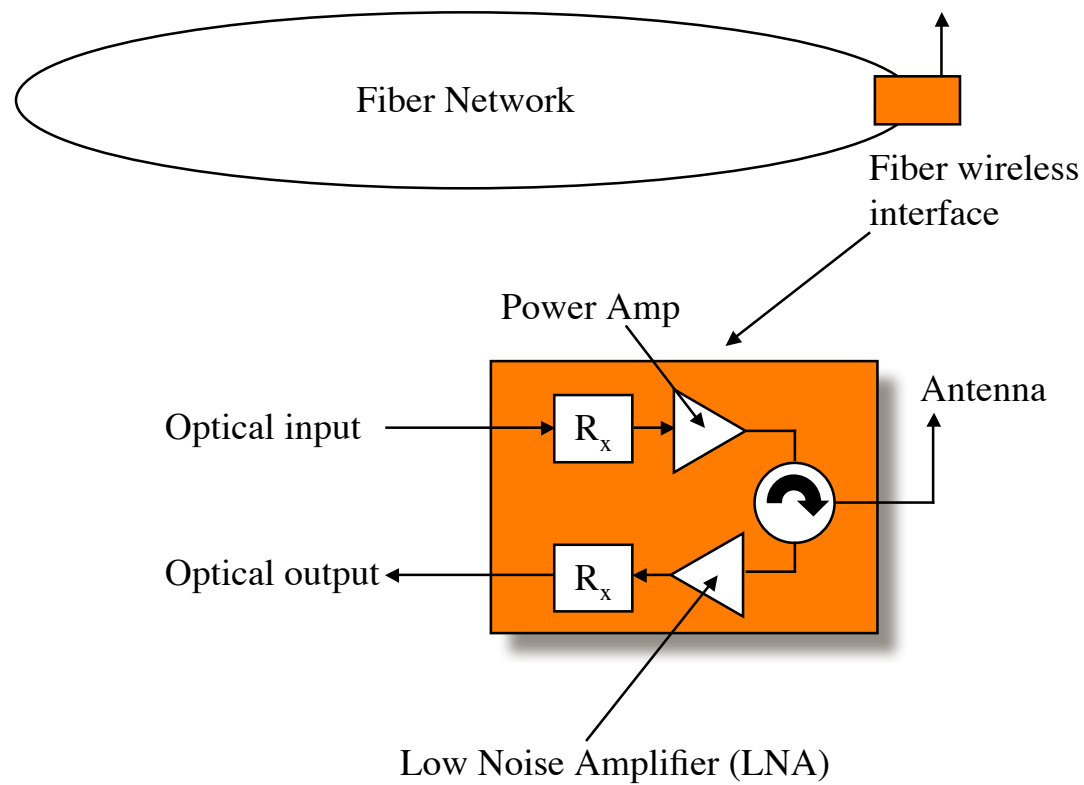 Fiber Network
Fiber wireless
interface
Power Amp
Antenna
Optical input
Rx
Optical output
Rx
Low Noise Amplifier (LNA)